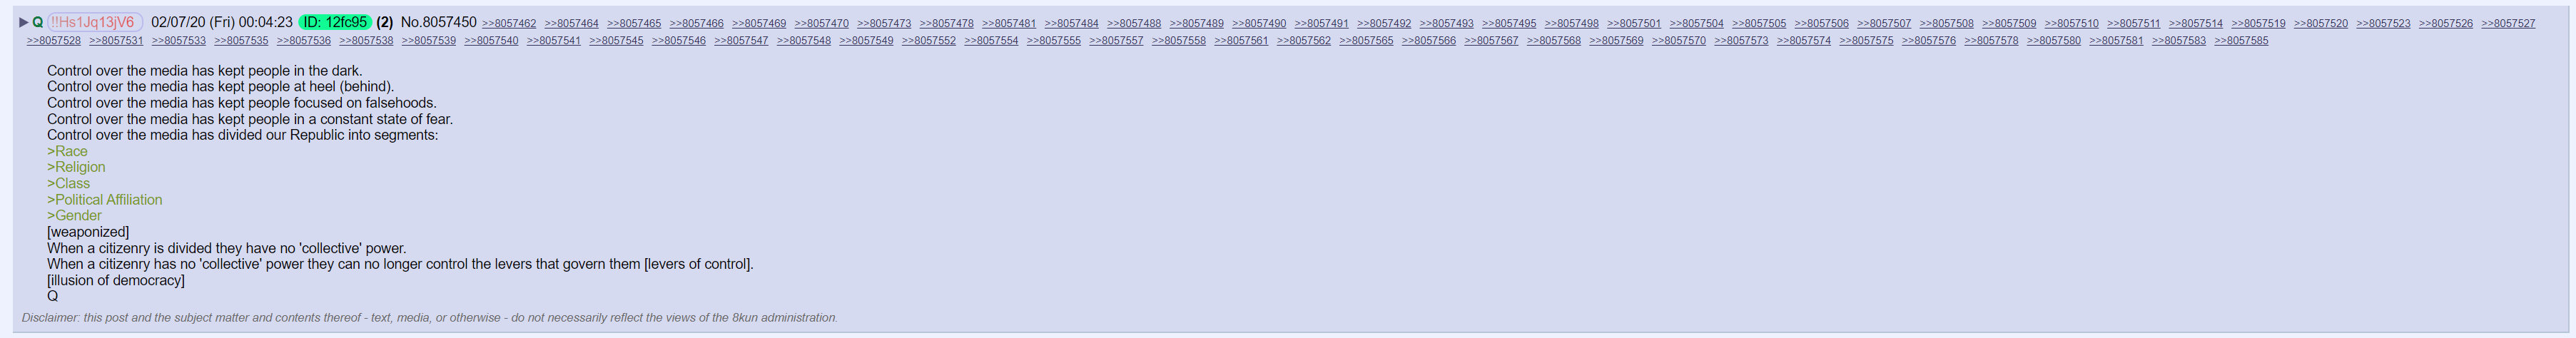 ▶ Q !!Hs1Jq13jV6 02/07/20 (Fri) 00:04:23 ID: 12fc95 (2) No.8057450 >>8057462 >>8057464 >>8057465 >>8057466 >>8057469 >>8057470 >>8057473 >>8057478 >>8057481 >>8057484 >>8057488 >>8057489 >>8057490 >>8057491 >>8057492 >>8057493 >>8057495 >>8057498 >>8057501 >>8057504 >>8057505 >>8057506 >>8057507 >>8057508 >>8057509 >>8057510 >>8057511 >>8057514 >>8057519 >>8057520 >>8057523 >>8057526 >>8057527
>>8057528 >>8057531 >>8057533 >>8057535 >>8057536 >>8057538 >>8057539 >>8057540 >>8057541 >>8057545 >>8057546 >>8057547 >>8057548 >>8057549 >>8057552 >>8057554 >>8057555 >>8057557 >>8057558 >>8057561 >>8057562 >>8057565 >>8057566 >>8057567 >>8057568 >>8057569 >>8057570 >>8057573 >>8057574 >>8057575 >>8057576 >>8057578 >>8057580 >>8057581 >>8057583 >>8057585
Control over the media has kept people in the dark.
Control over the media has kept people at heel (behind).
Control over the media has kept people focused on falsehoods.
Control over the media has kept people in a constant state of fear.
Control over the media has divided our Republic into segments:
>Race
>Religion
>Class
>Political Affiliation
>Gender
[weaponized]
When a citizenry is divided they have no 'collective' power.
When a citizenry has no 'collective' power they can no longer control the levers that govern them [levers of control].
[illusion of democracy]
Q
Disclaimer: this post and the subject matter and contents thereof - text, media, or otherwise - do not necessarily reflect the views of the 8kun administration.